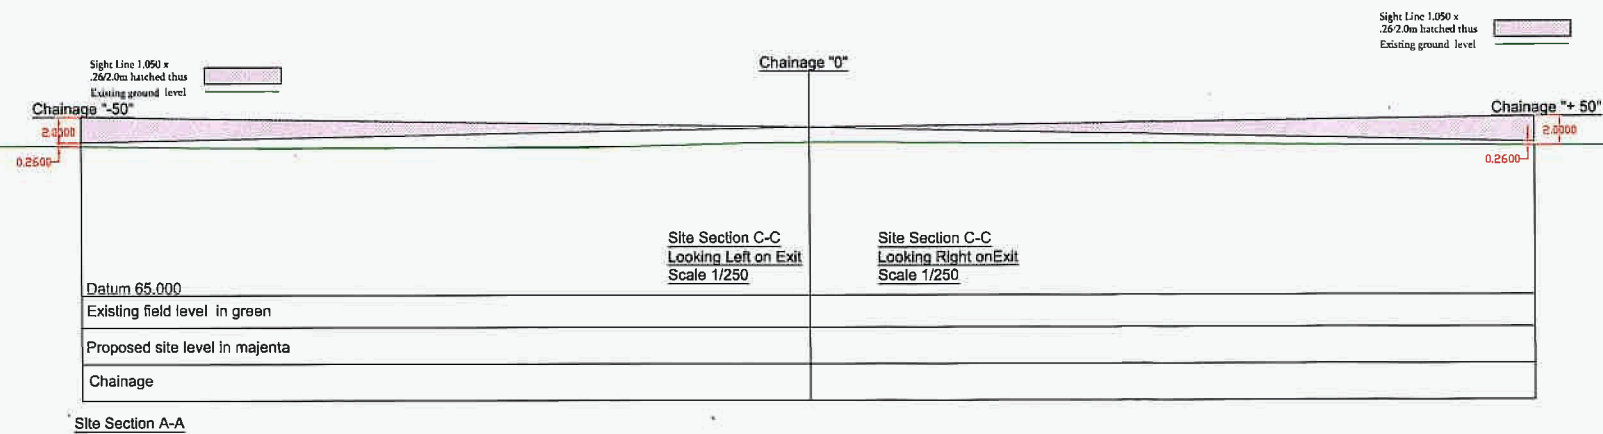 Sight Line 1.050 x
.26/2.0m hatched thus
Existing ground level
Sight Line 1.050 x
.26/2.0m hatched thus
Existing ground level
Chainage "0"
Chainage "-50"
Chainage "+ 50"
2.0000
0.2600
2.0000
0.2600
Site Section C-C
Looking Left on Exit
Scale 1/250
Site Section C-C
Looking Right onExit
Scale 1/250
Datum 65.000
Existing field level in green
Proposed site level in majenta
Chainage
Site Section A-A